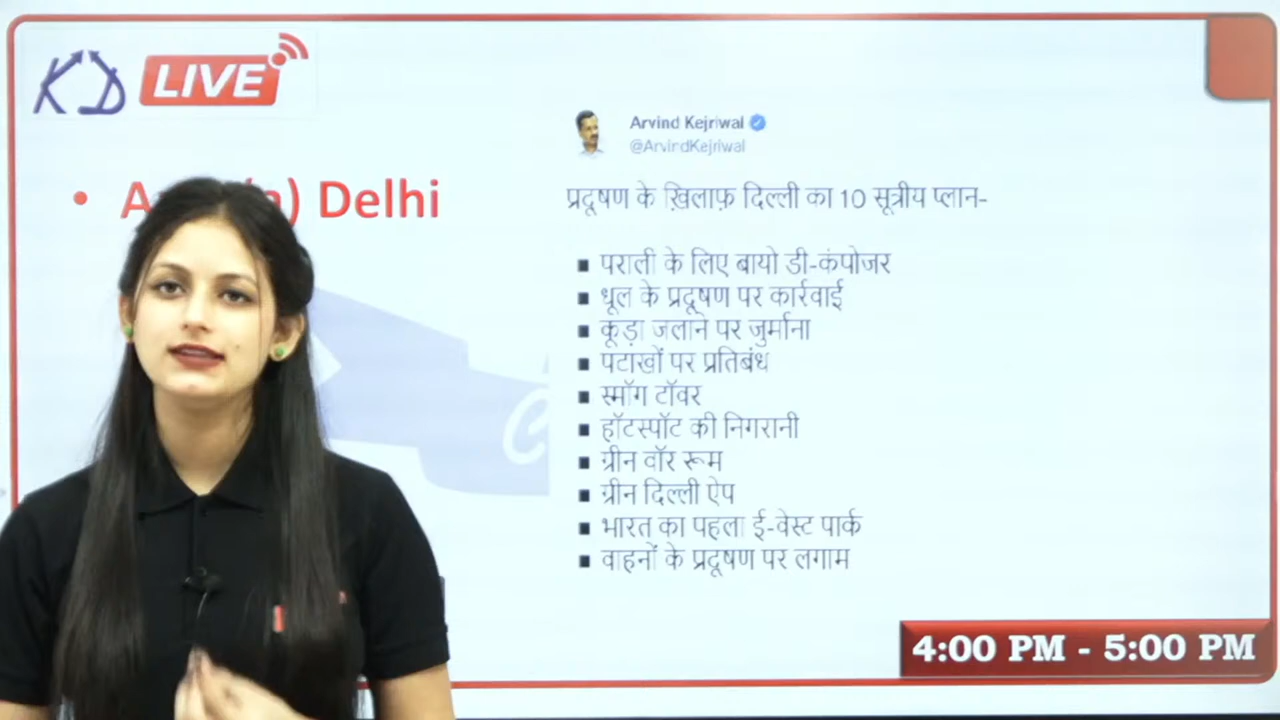 KD LIVE
Arvind Kejriwal
@ArvindKejriwal
Delhi
प्रदूषण के ख़िलाफ़ दिल्ली का 10 सूत्रीय प्लान-
▪ पराली के लिए बायो डी-कंपोजर
▪ धूल के प्रदूषण पर कार्रवाई
▪ कूड़ा जलाने पर जुर्माना
▪ पटाखों पर प्रतिबंध
▪ स्मॉग टॉवर
▪ हॉटस्पॉट की निगरानी
▪ ग्रीन वॉर रूम
▪ ग्रीन दिल्ली ऐप
▪ भारत का पहला ई-वेस्ट पार्क
▪ वाहनों के प्रदूषण पर लगाम
4:00 PM - 5:00 PM